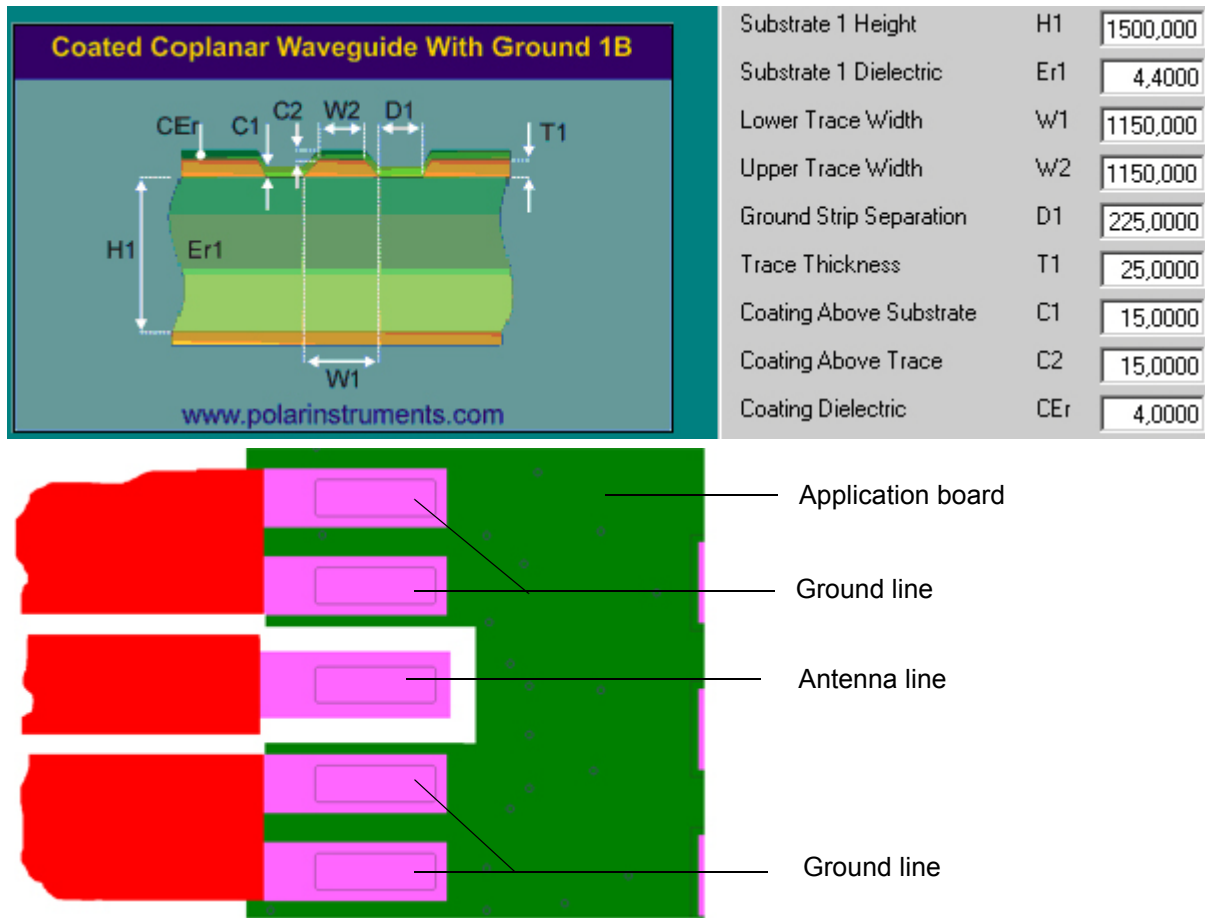 Coated Coplanar Waveguide With Ground 1B
CEr
C1
C2
W2
D1
T1
H1
Er1
W1
www.polarinstruments.com
Substrate 1 Height H1 1500,000
Substrate 1 Dielectric Er1 4,4000
Lower Trace Width W1 1150,000
Upper Trace Width W2 1150,000
Ground Strip Separation D1 225,0000
Trace Thickness T1 25,0000
Coating Above Substrate C1 15,0000
Coating Above Trace C2 15,0000
Coating Dielectric CEr 4,0000
Application board
Ground line
Antenna line
Ground line